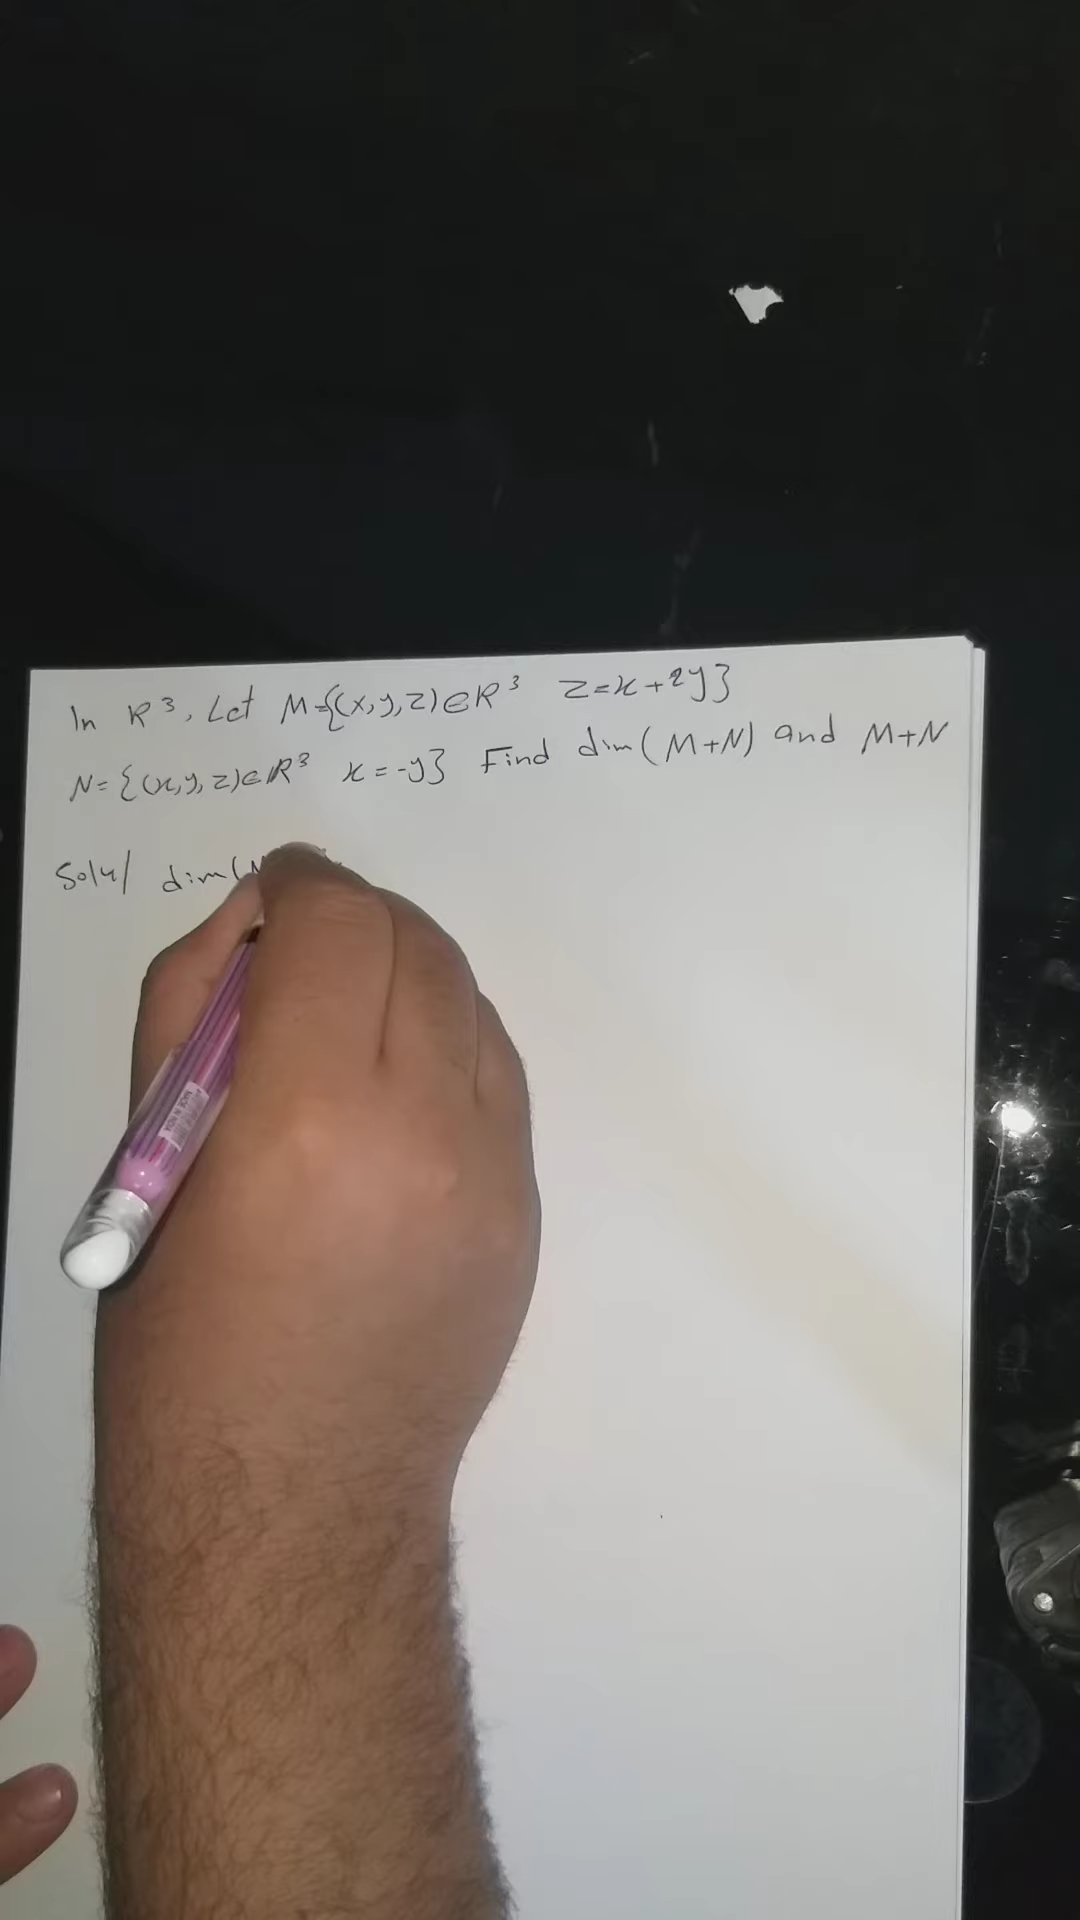 In R³, Let M={(x,y,z)∈R³ z=x+2y}
N={(x,y,z)∈R³ x=-y} Find dim(M+N) and M+N
Solu/ dim(